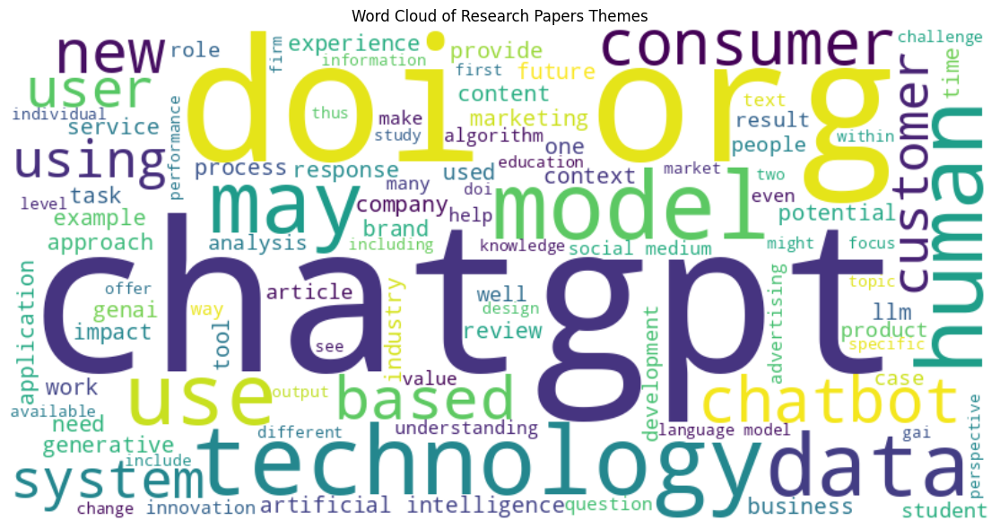 Word Cloud of Research Papers Themes
new
role
firm
experience
information
provide
first
future
consumer
challenge
user
doi org
content
time
individual
service
performance
thus
make
study
marketing
algorithm
text
result
people
within
customer
human
using
process
response
used
one
education
context
market
two
level
task
may
many
company
doi
help
model
even
potential
example
approach
analysis
brand
including
knowledge
social medium
might
focus
chatgpt
application
offer
genai
impact
way
tool
article
see
industry
well
design
review
advertising
topic
llm
product
specific
work
available
need
use
output
based
value
development
chatbot
case
generative
include
different
understanding
language model
gai
perspective
system
technology
data
change
innovation
artificial intelligence
question
business
student